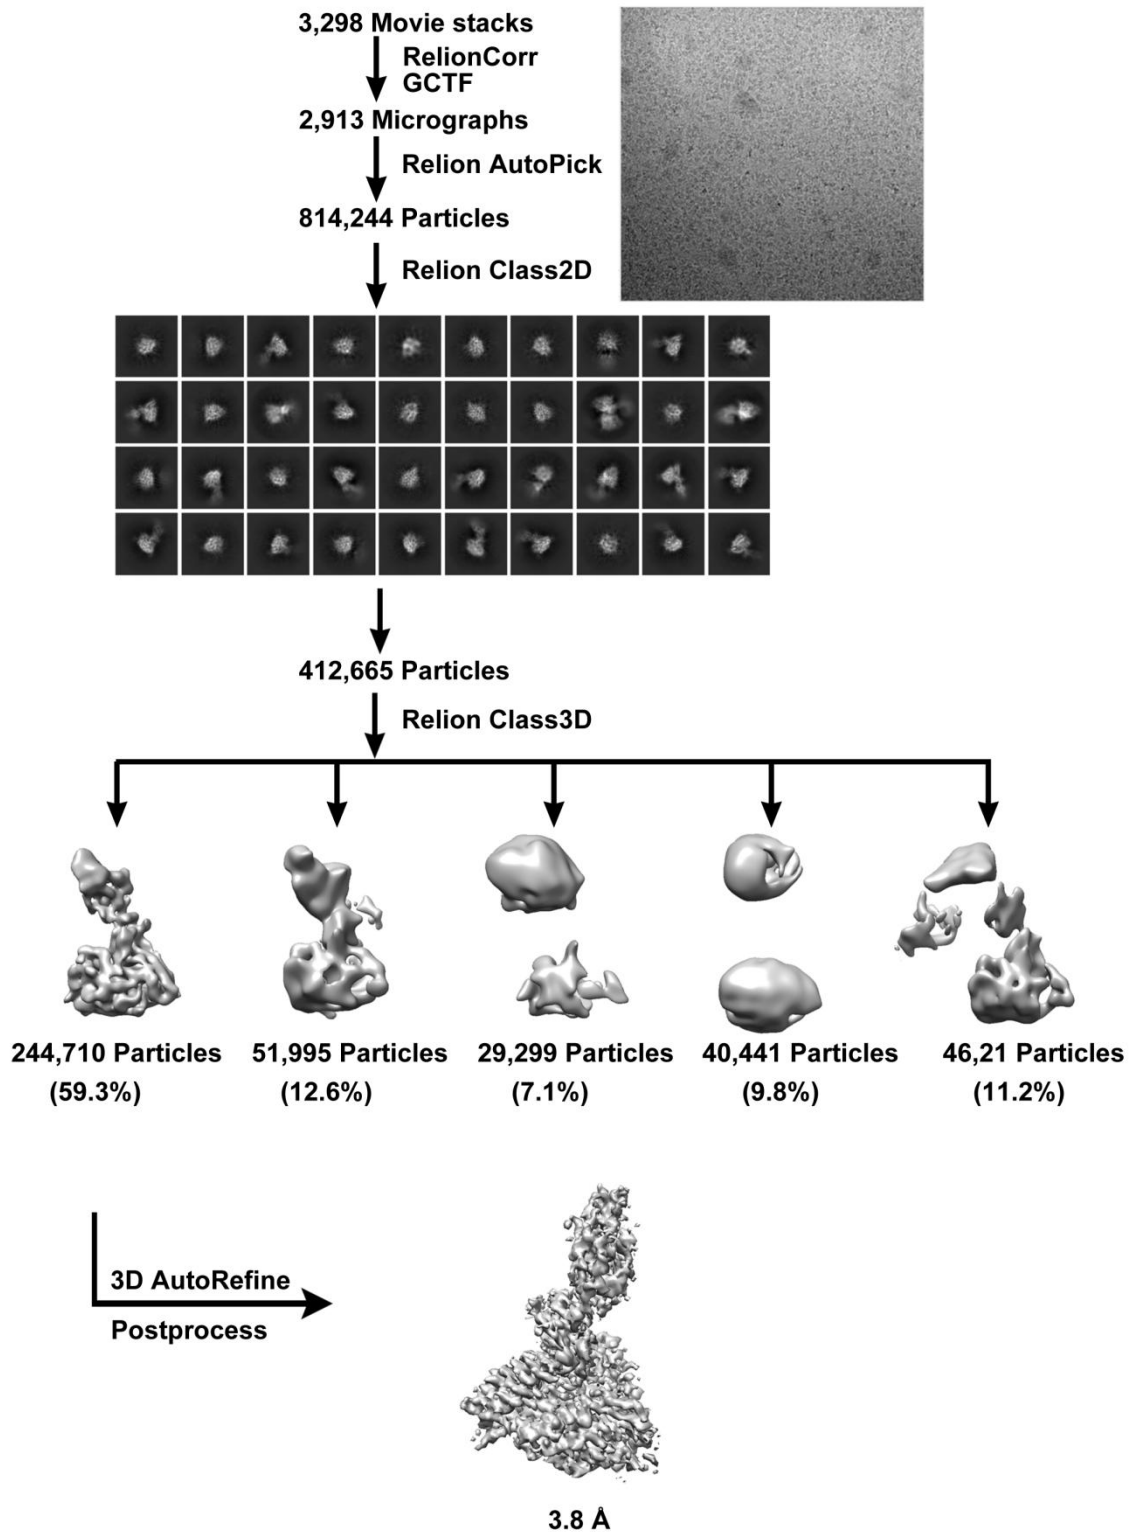 3,298 Movie stacks
RelionCorr
GCTF
2,913 Micrographs
Relion AutoPick
814,244 Particles
Relion Class2D
412,665 Particles
Relion Class3D
244,710 Particles
(59.3%)
51,995 Particles
(12.6%)
29,299 Particles
(7.1%)
40,441 Particles
(9.8%)
46,21 Particles
(11.2%)
3D AutoRefine
Postprocess
3.8 Å